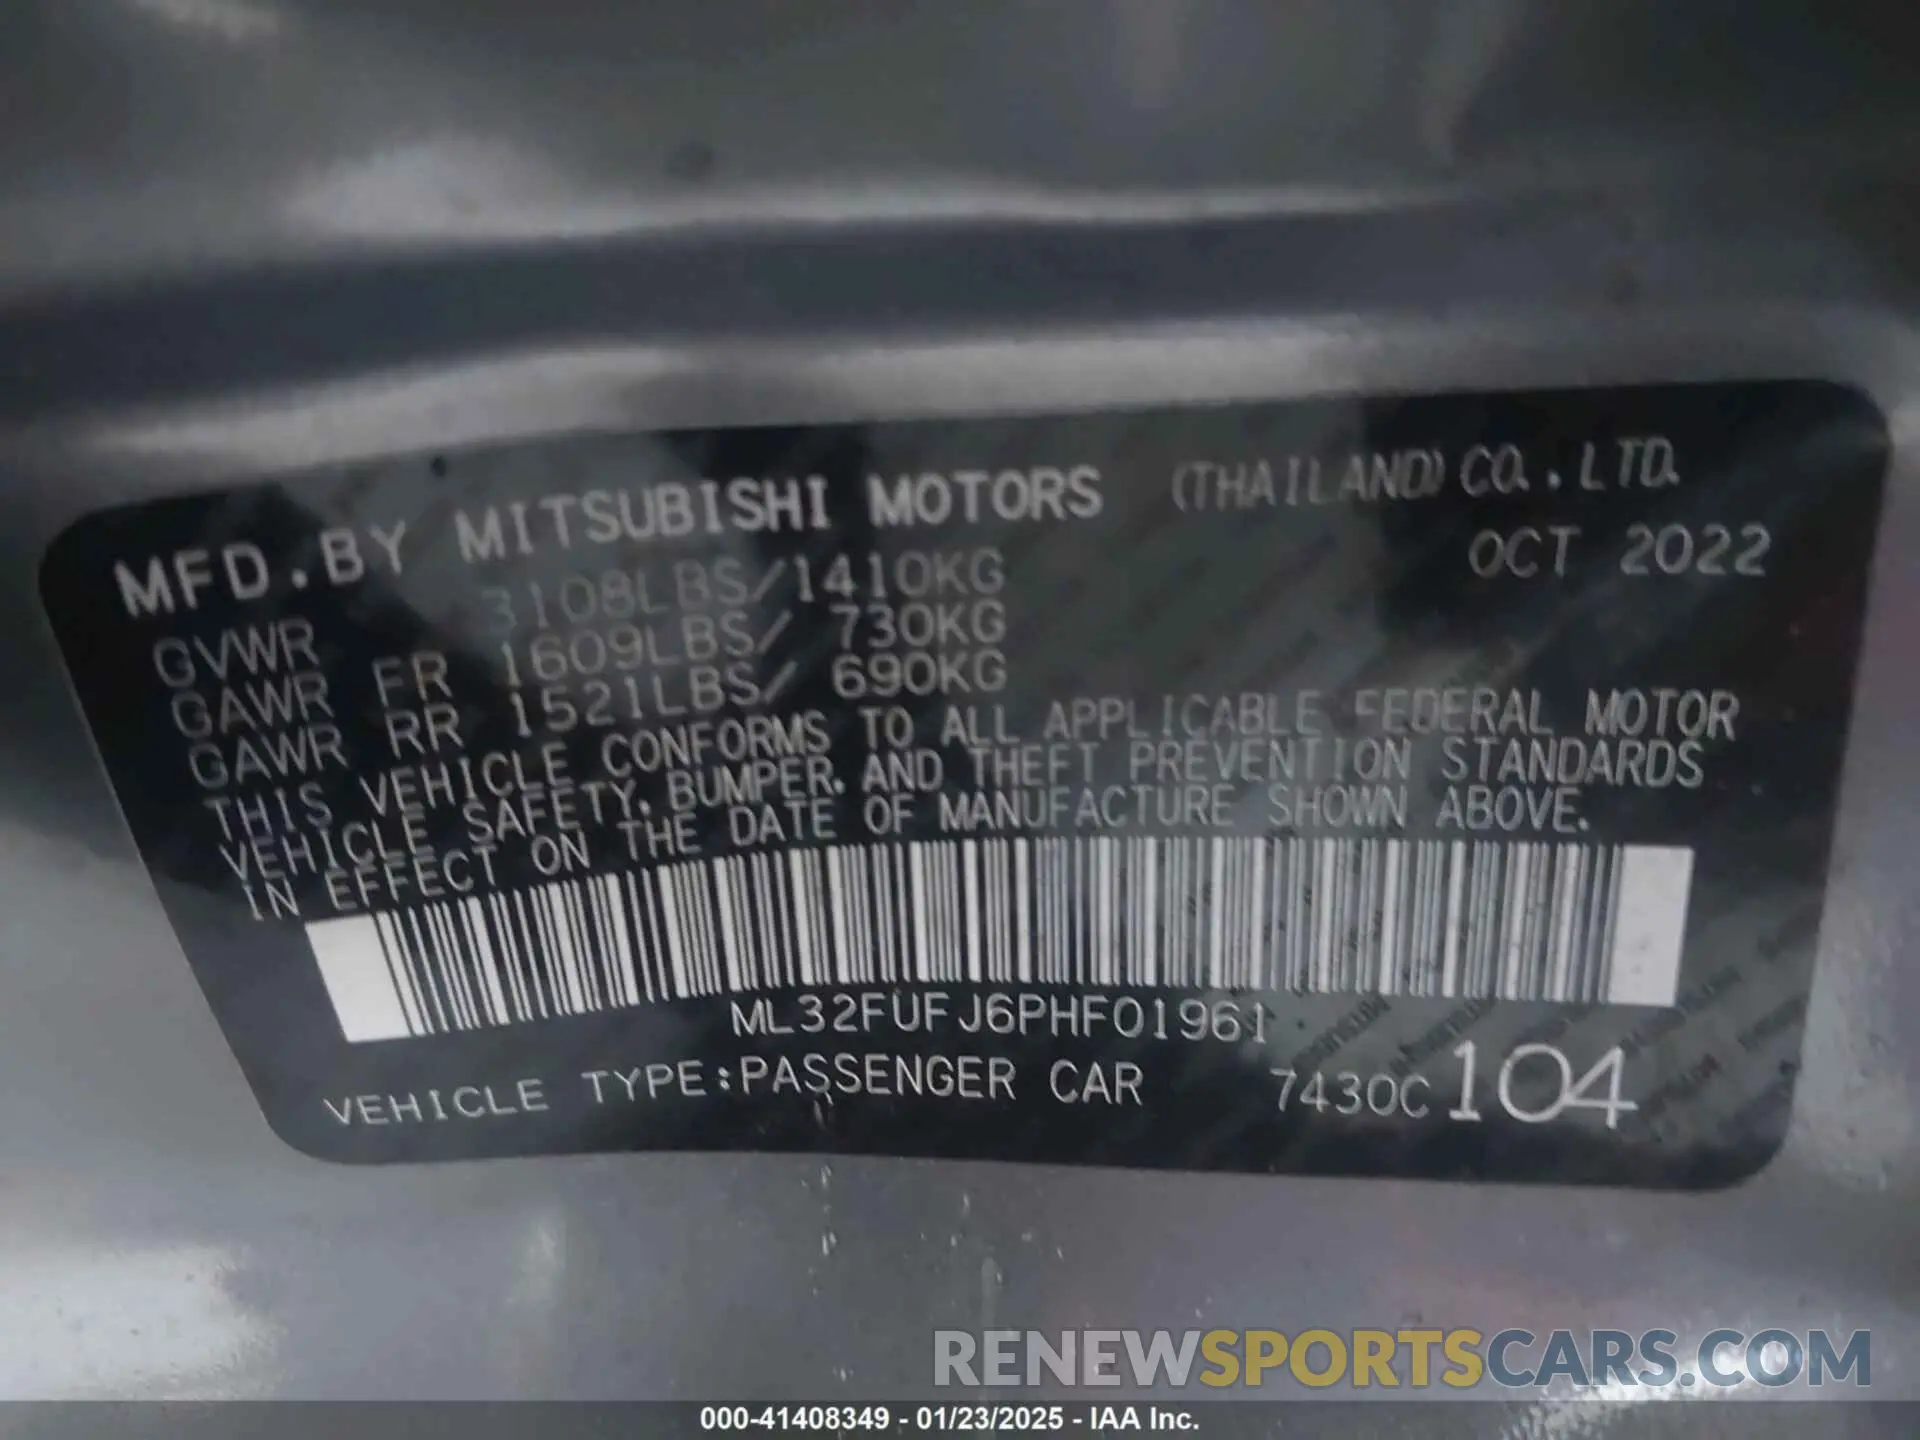 MFD.BY MITSUBISHI MOTORS (THAILAND) CO.,LTD.
OCT 2022
GVWR 3108LBS/1410KG
GAWR FR 1609LBS/ 730KG
GAWR RR 1521LBS/ 690KG
THIS VEHICLE CONFORMS TO ALL APPLICABLE FEDERAL MOTOR
VEHICLE SAFETY, BUMPER, AND THEFT PREVENTION STANDARDS
IN EFFECT ON THE DATE OF MANUFACTURE SHOWN ABOVE.
ML32FUFJ6PHF01961
VEHICLE TYPE:PASSENGER CAR 7430C 104
RENEWSPORTSCARS.COM
000-41408349 - 01/23/2025 - IAA Inc.